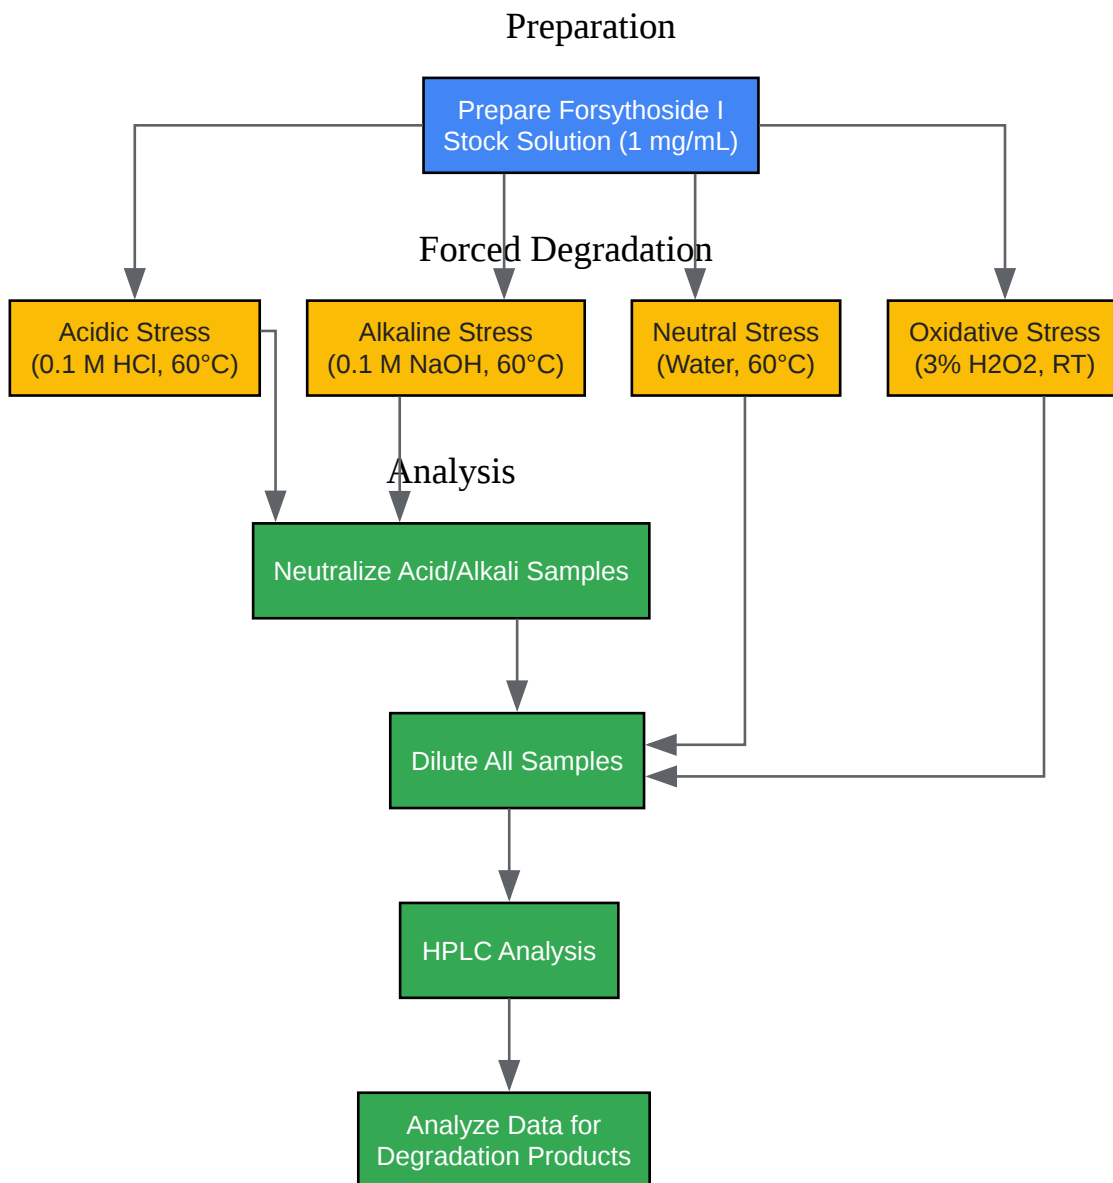 Preparation
Prepare Forsythoside I
Stock Solution (1 mg/mL)
Forced Degradation
Acidic Stress
(0.1 M HCl, 60°C)
Alkaline Stress
(0.1 M NaOH, 60°C)
Neutral Stress
(Water, 60°C)
Oxidative Stress
(3% H2O2, RT)
Analysis
Neutralize Acid/Alkali Samples
Dilute All Samples
HPLC Analysis
Analyze Data for
Degradation Products